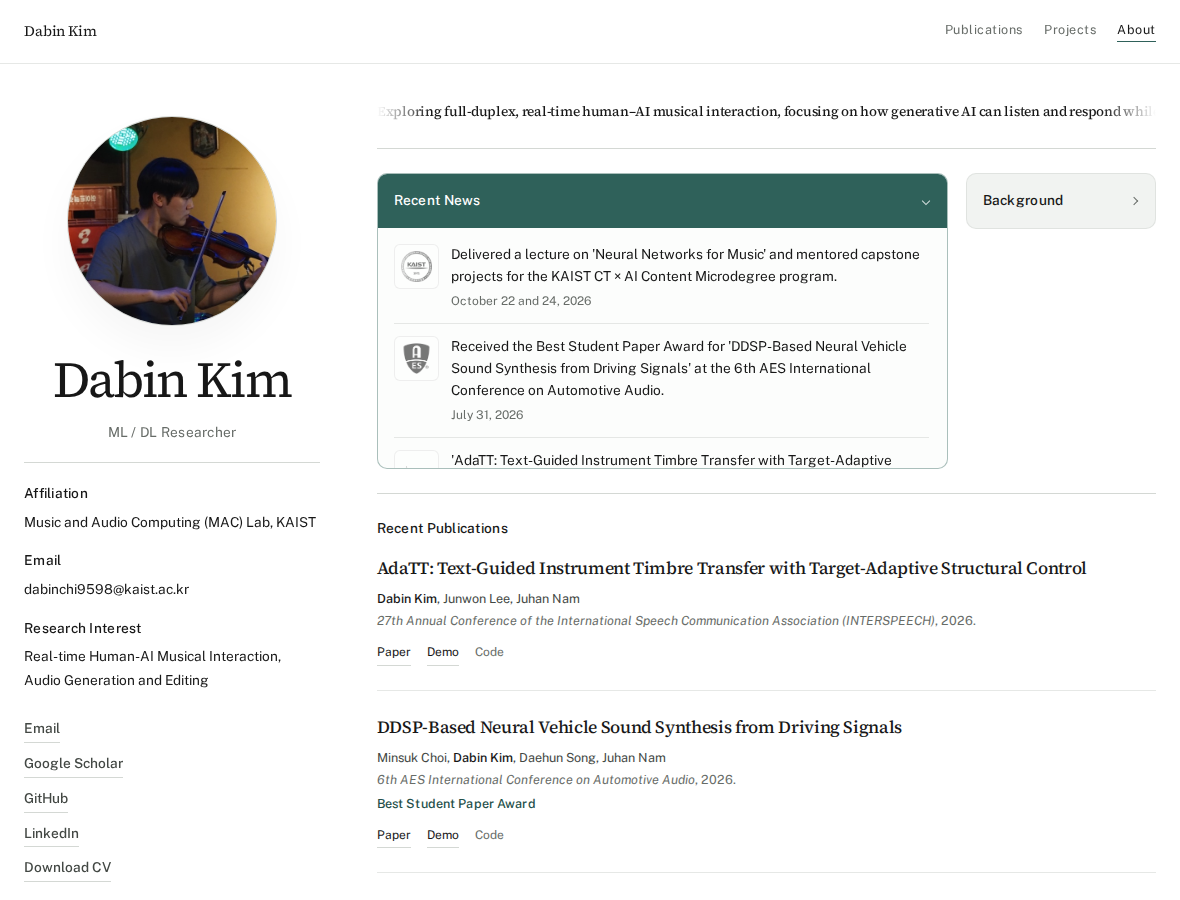 Dabin Kim
Publications Projects About
Exploring full-duplex, real-time human–AI musical interaction, focusing on how generative AI can listen and respond while
Dabin Kim
ML / DL Researcher
Affiliation
Music and Audio Computing (MAC) Lab, KAIST
Email
dabinchi9598@kaist.ac.kr
Research Interest
Real-time Human-AI Musical Interaction,
Audio Generation and Editing
Email
Google Scholar
GitHub
LinkedIn
Download CV
Recent News
KAIST
Delivered a lecture on 'Neural Networks for Music' and mentored capstone
projects for the KAIST CT × AI Content Microdegree program.
October 22 and 24, 2026
AES
Received the Best Student Paper Award for 'DDSP-Based Neural Vehicle
Sound Synthesis from Driving Signals' at the 6th AES International
Conference on Automotive Audio.
July 31, 2026
'AdaTT: Text-Guided Instrument Timbre Transfer with Target-Adaptive
Background
Recent Publications
AdaTT: Text-Guided Instrument Timbre Transfer with Target-Adaptive Structural Control
Dabin Kim, Junwon Lee, Juhan Nam
27th Annual Conference of the International Speech Communication Association (INTERSPEECH), 2026.
Paper Demo Code
DDSP-Based Neural Vehicle Sound Synthesis from Driving Signals
Minsuk Choi, Dabin Kim, Daehun Song, Juhan Nam
6th AES International Conference on Automotive Audio, 2026.
Best Student Paper Award
Paper Demo Code